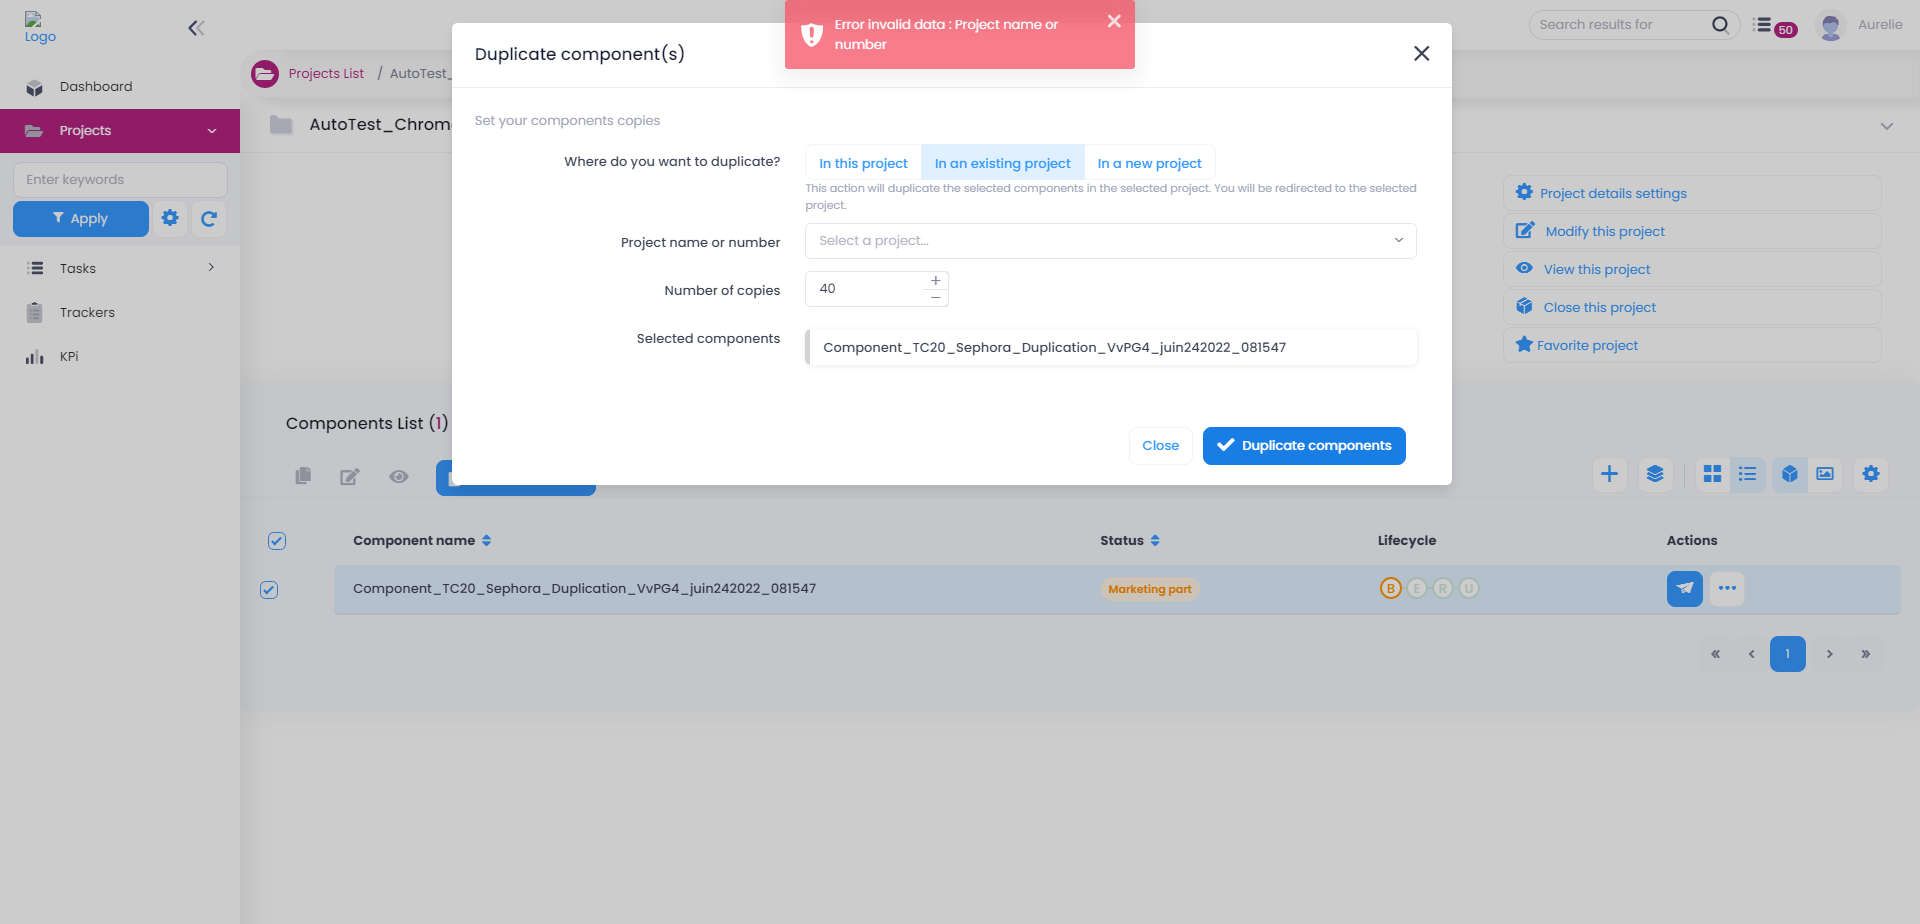 Logo
Dashboard
Projects
Enter keywords
Apply
Tasks
Trackers
KPi
Error invalid data : Project name or
number
Search results for
50
Aurelie
Projects List / AutoTest_
AutoTest_Chrom
Duplicate component(s)
Set your components copies
Where do you want to duplicate?
In this project
In an existing project
In a new project
This action will duplicate the selected components in the selected project. You will be redirected to the selected
project.
Project name or number
Select a project...
Number of copies
40
Selected components
Component_TC20_Sephora_Duplication_VvPG4_juin242022_081547
Close
Duplicate components
Project details settings
Modify this project
View this project
Close this project
Favorite project
Components List (1)
Component name
Status
Lifecycle
Actions
Component_TC20_Sephora_Duplication_VvPG4_juin242022_081547
Marketing part
B E R U
« ‹ 1 › »